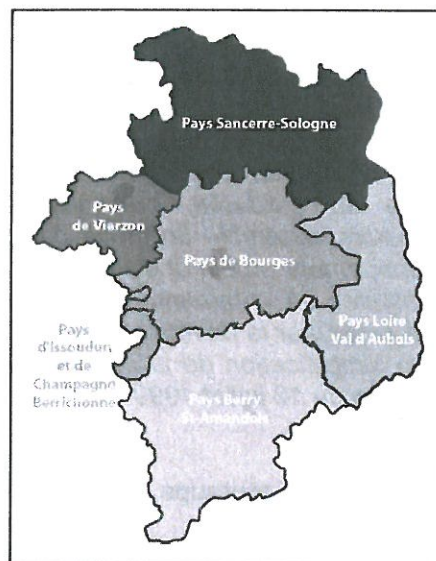 Pays Sancerre-Sologne
Pays
de Vierzon
Pays de Bourges
Pays Loire
Val d'Aubois
Pays
d'Issoudun
et de
Champagne
Berrichonne
Pays Berry
St-Amandois